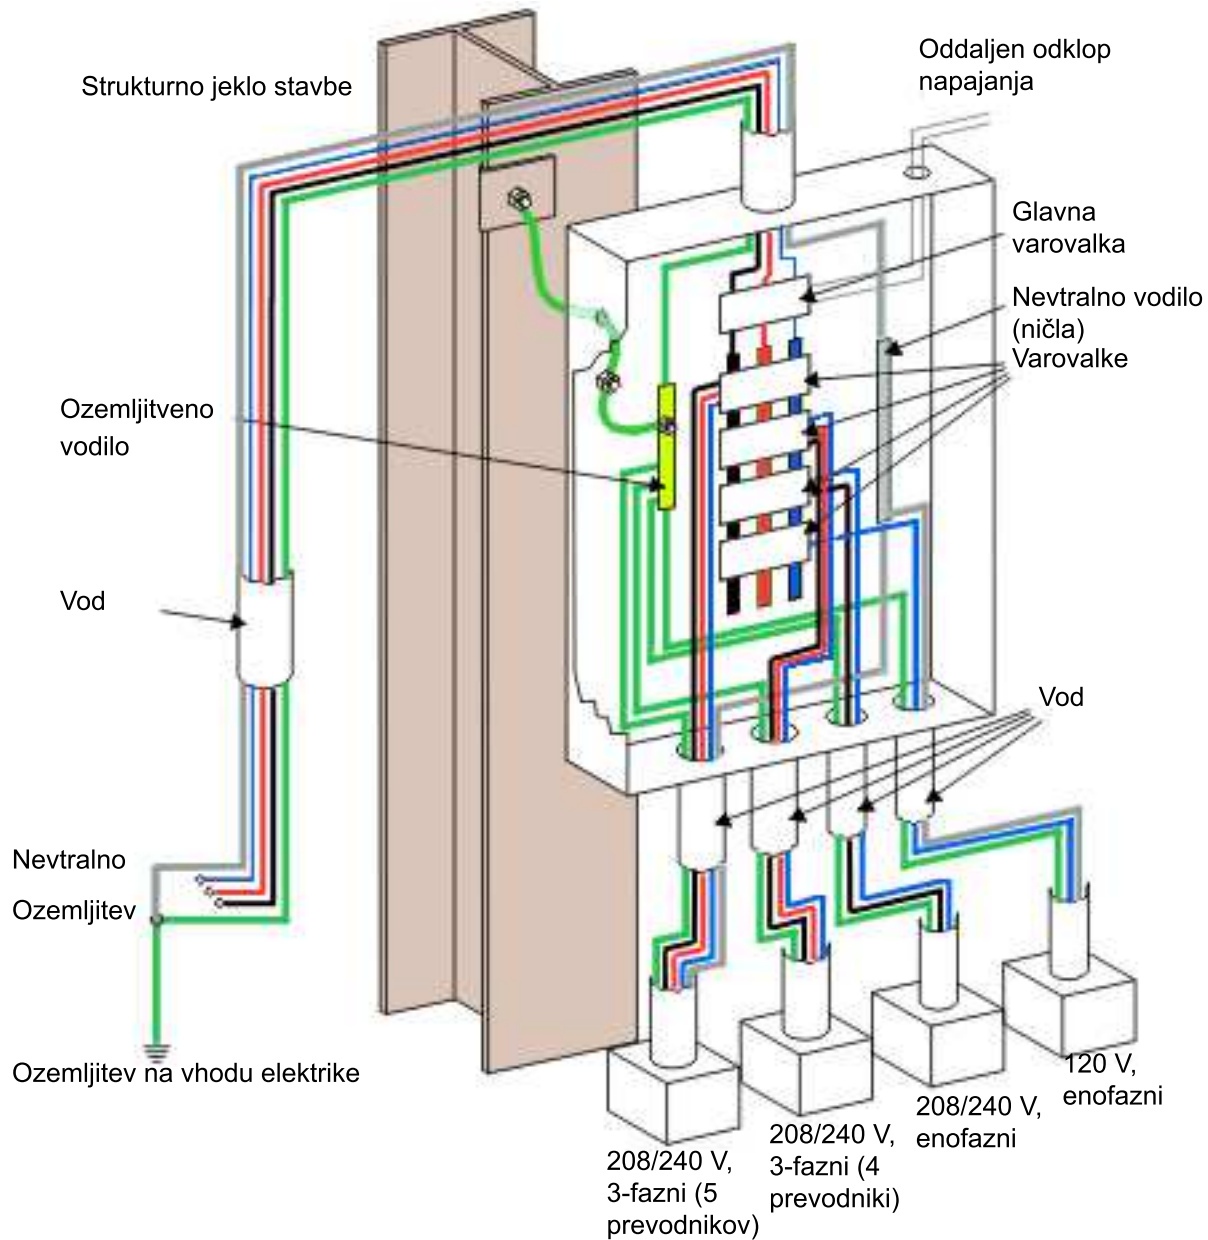 Strukturno jeklo stavbe
Oddaljen odklop
napajanja
Glavna
varovalka
Nevtralno vodilo
(ničla)
Varovalke
Ozemljitveno
vodilo
Vod
Vod
Nevtralno
Ozemljitev
Ozemljitev na vhodu elektrike
208/240 V,
3-fazni (5
prevodnikov)
208/240 V,
3-fazni (4
prevodniki)
208/240 V,
enofazni
120 V,
enofazni